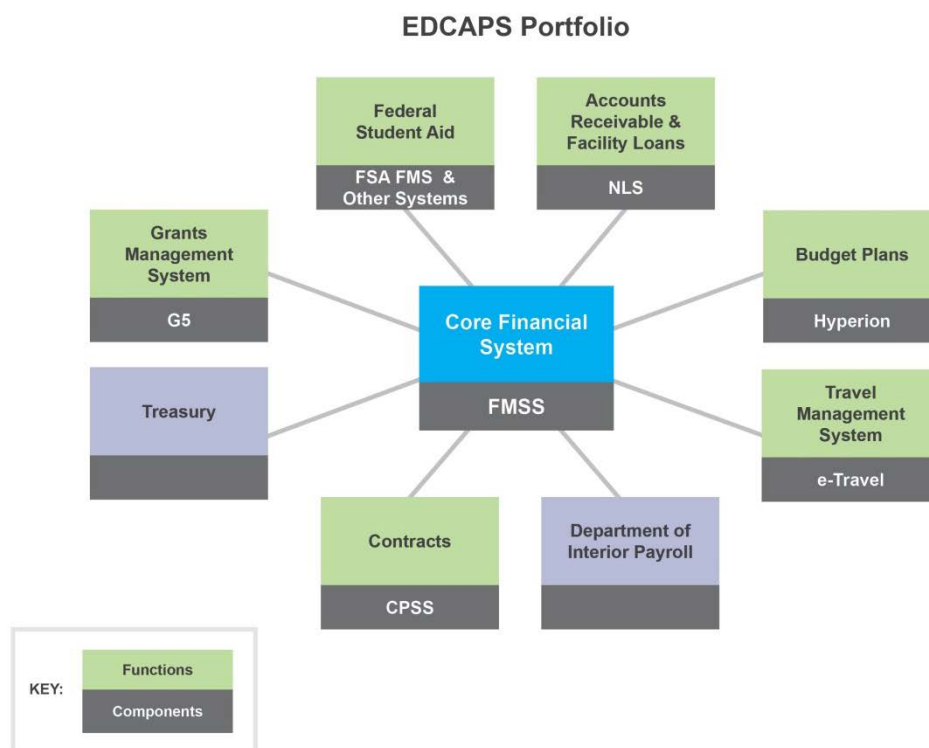 EDCAPS Portfolio
Federal
Student Aid
FSA FMS &
Other Systems
Accounts
Receivable &
Facility Loans
NLS
Grants
Management
System
G5
Core Financial
System
FMSS
Budget Plans
Hyperion
Treasury
Travel
Management
System
e-Travel
Contracts
CPSS
Department of
Interior Payroll
KEY:
Functions
Components